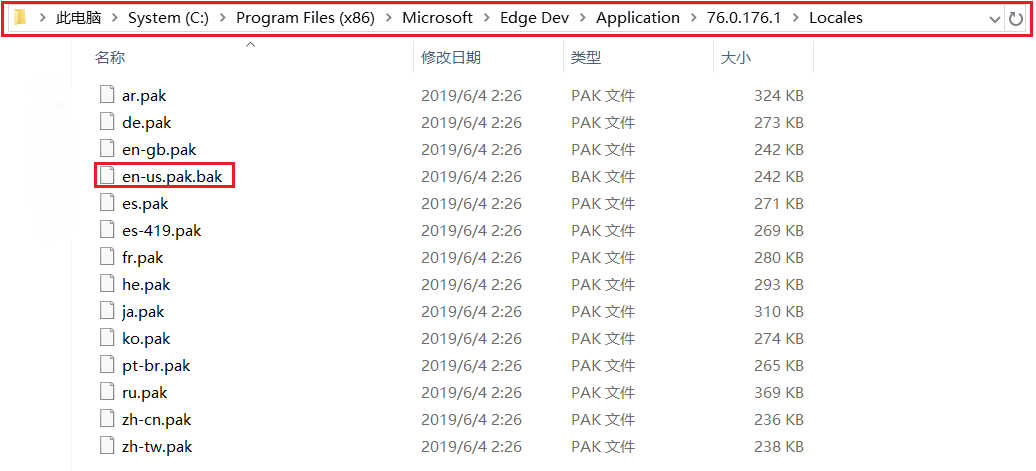 此电脑 System (C:) Program Files (x86) Microsoft Edge Dev Application 76.0.176.1 Locales
名称 修改日期 类型 大小
ar.pak 2019/6/4 2:26 PAK 文件 324 KB
de.pak 2019/6/4 2:26 PAK 文件 273 KB
en-gb.pak 2019/6/4 2:26 PAK 文件 242 KB
en-us.pak.bak 2019/6/4 2:26 BAK 文件 242 KB
es.pak 2019/6/4 2:26 PAK 文件 271 KB
es-419.pak 2019/6/4 2:26 PAK 文件 269 KB
fr.pak 2019/6/4 2:26 PAK 文件 280 KB
he.pak 2019/6/4 2:26 PAK 文件 293 KB
ja.pak 2019/6/4 2:26 PAK 文件 310 KB
ko.pak 2019/6/4 2:26 PAK 文件 274 KB
pt-br.pak 2019/6/4 2:26 PAK 文件 265 KB
ru.pak 2019/6/4 2:26 PAK 文件 369 KB
zh-cn.pak 2019/6/4 2:26 PAK 文件 236 KB
zh-tw.pak 2019/6/4 2:26 PAK 文件 238 KB